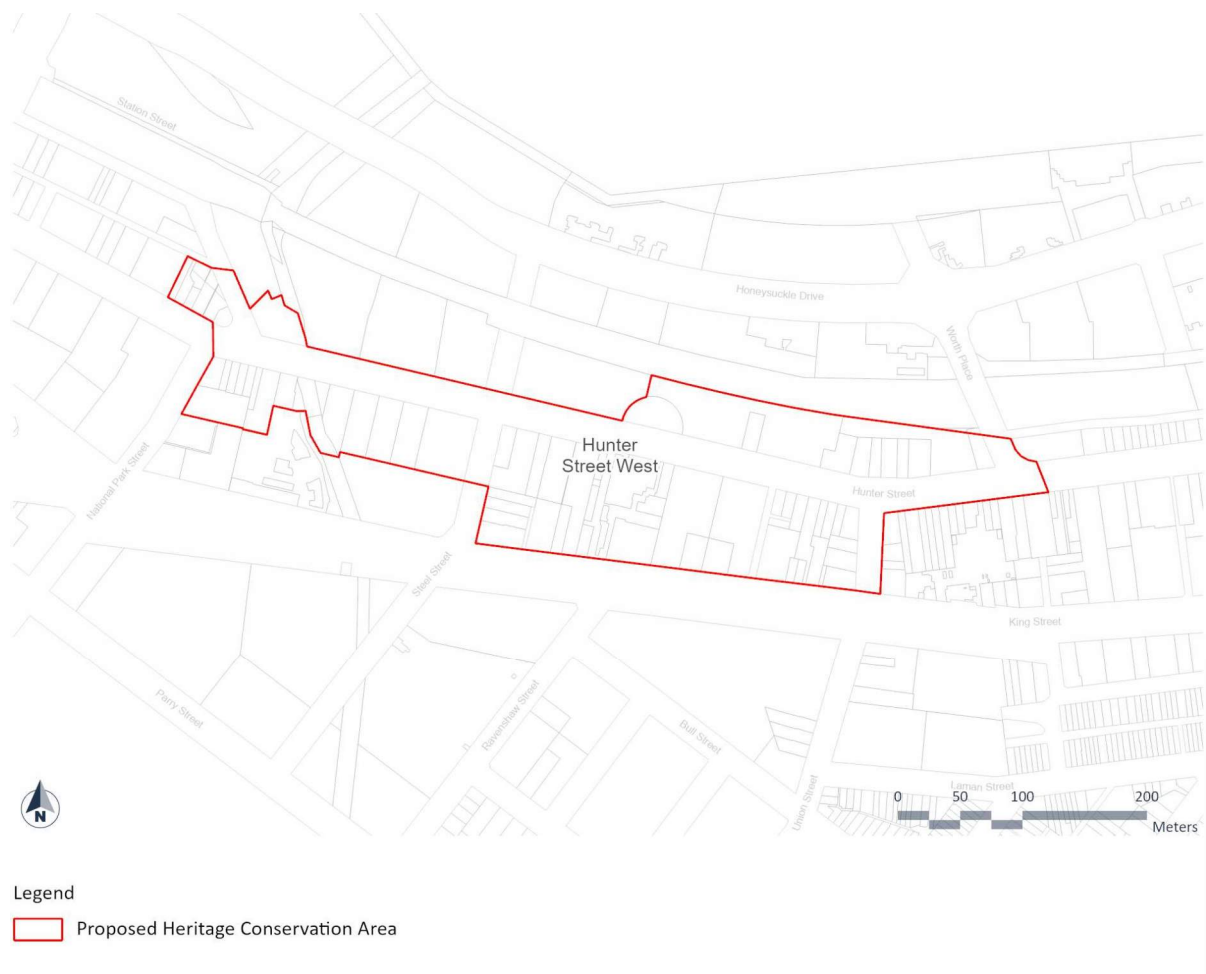 Station Street
Honeysuckle Drive
Worth Place
Hunter
Street West
Hunter Street
National Park Street
Steel Street
King Street
Parry Street
Ravenshaw Street
Bull Street
Union Street
Laman Street
0 50 100 200
Meters
N
Legend
Proposed Heritage Conservation Area